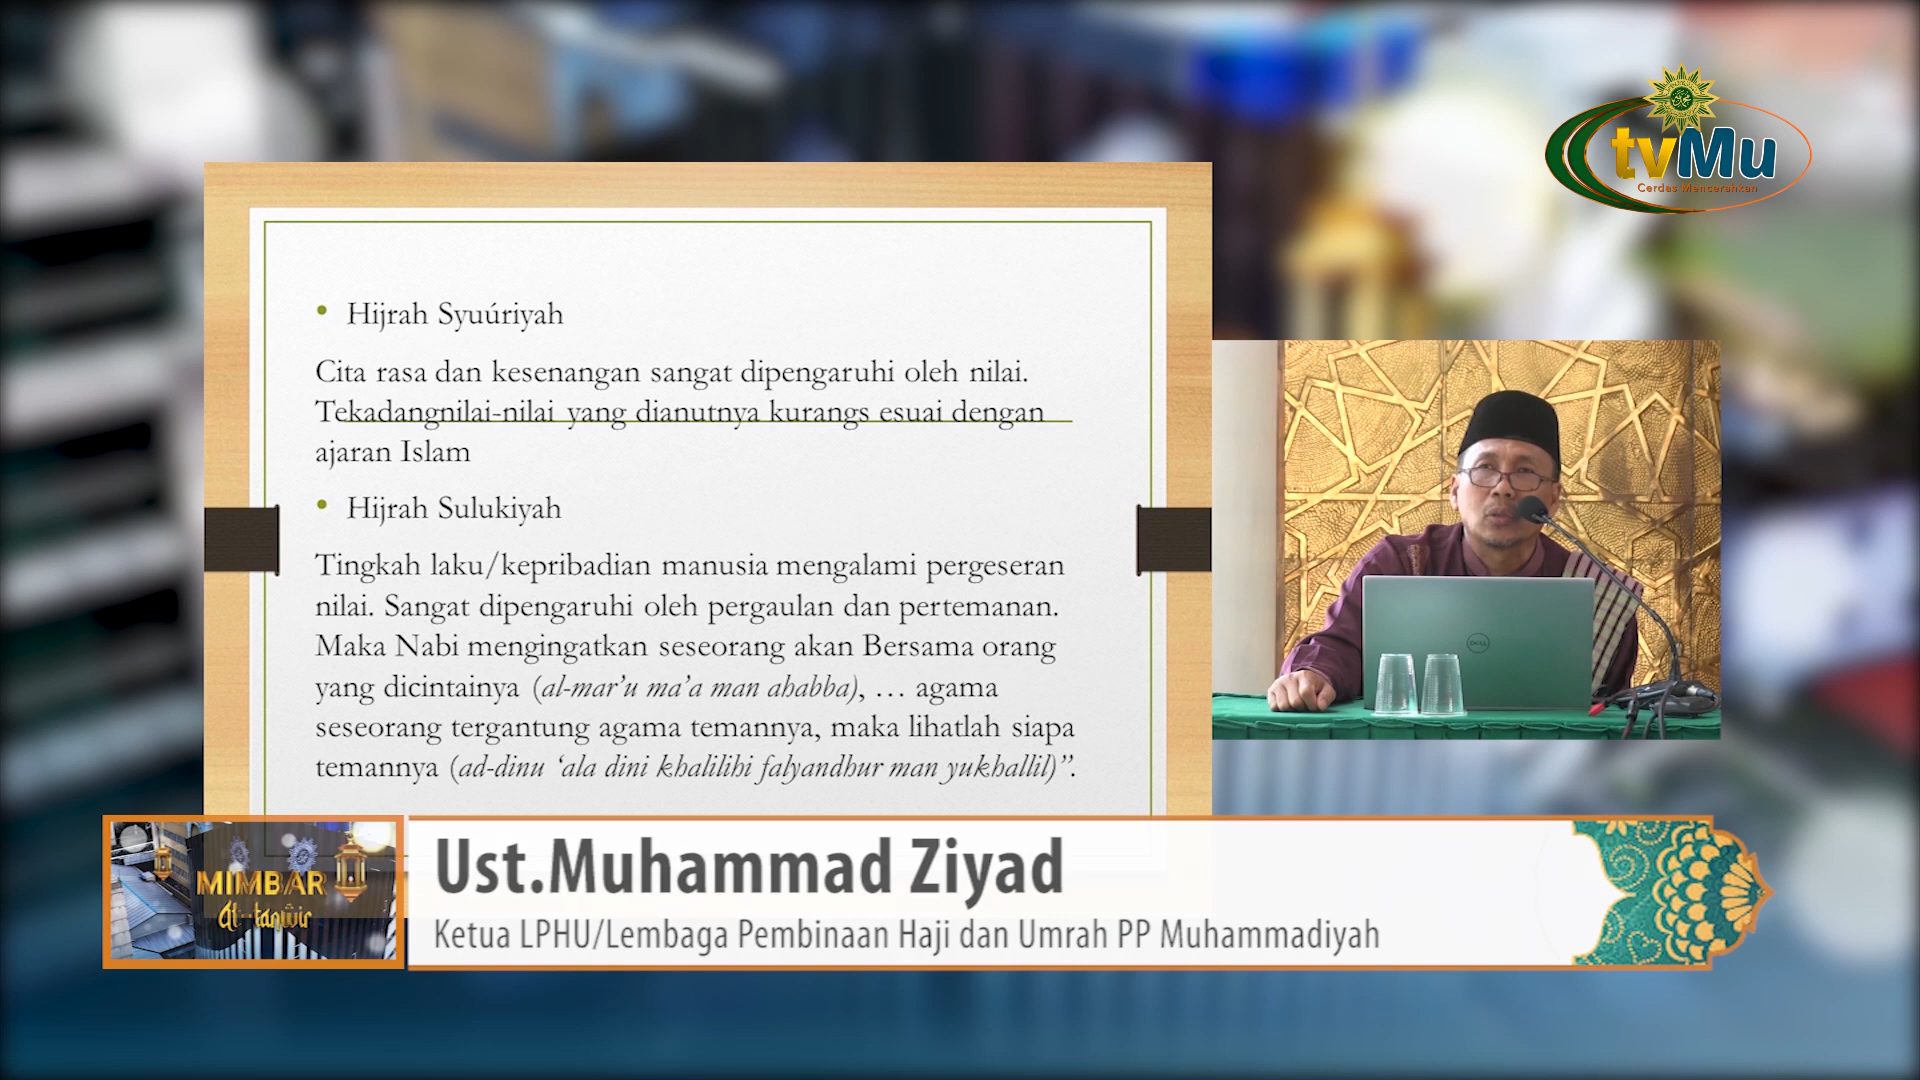 tvMu
Cerdas Mencerahkan
• Hijrah Syuúriyah
Cita rasa dan kesenangan sangat dipengaruhi oleh nilai.
Tekadangnilai-nilai yang dianutnya kurangs esuai dengan
ajaran Islam
• Hijrah Sulukiyah
Tingkah laku/kepribadian manusia mengalami pergeseran
nilai. Sangat dipengaruhi oleh pergaulan dan pertemanan.
Maka Nabi mengingatkan seseorang akan Bersama orang
yang dicintainya (al-mar’u ma’a man ahabba), … agama
seseorang tergantung agama temannya, maka lihatlah siapa
temannya (ad-dinu ‘ala dini khalilihi falyandhur man yukhallil)”.
DELL
MIMBAR
At-tanwir
Ust.Muhammad Ziyad
Ketua LPHU/Lembaga Pembinaan Haji dan Umrah PP Muhammadiyah